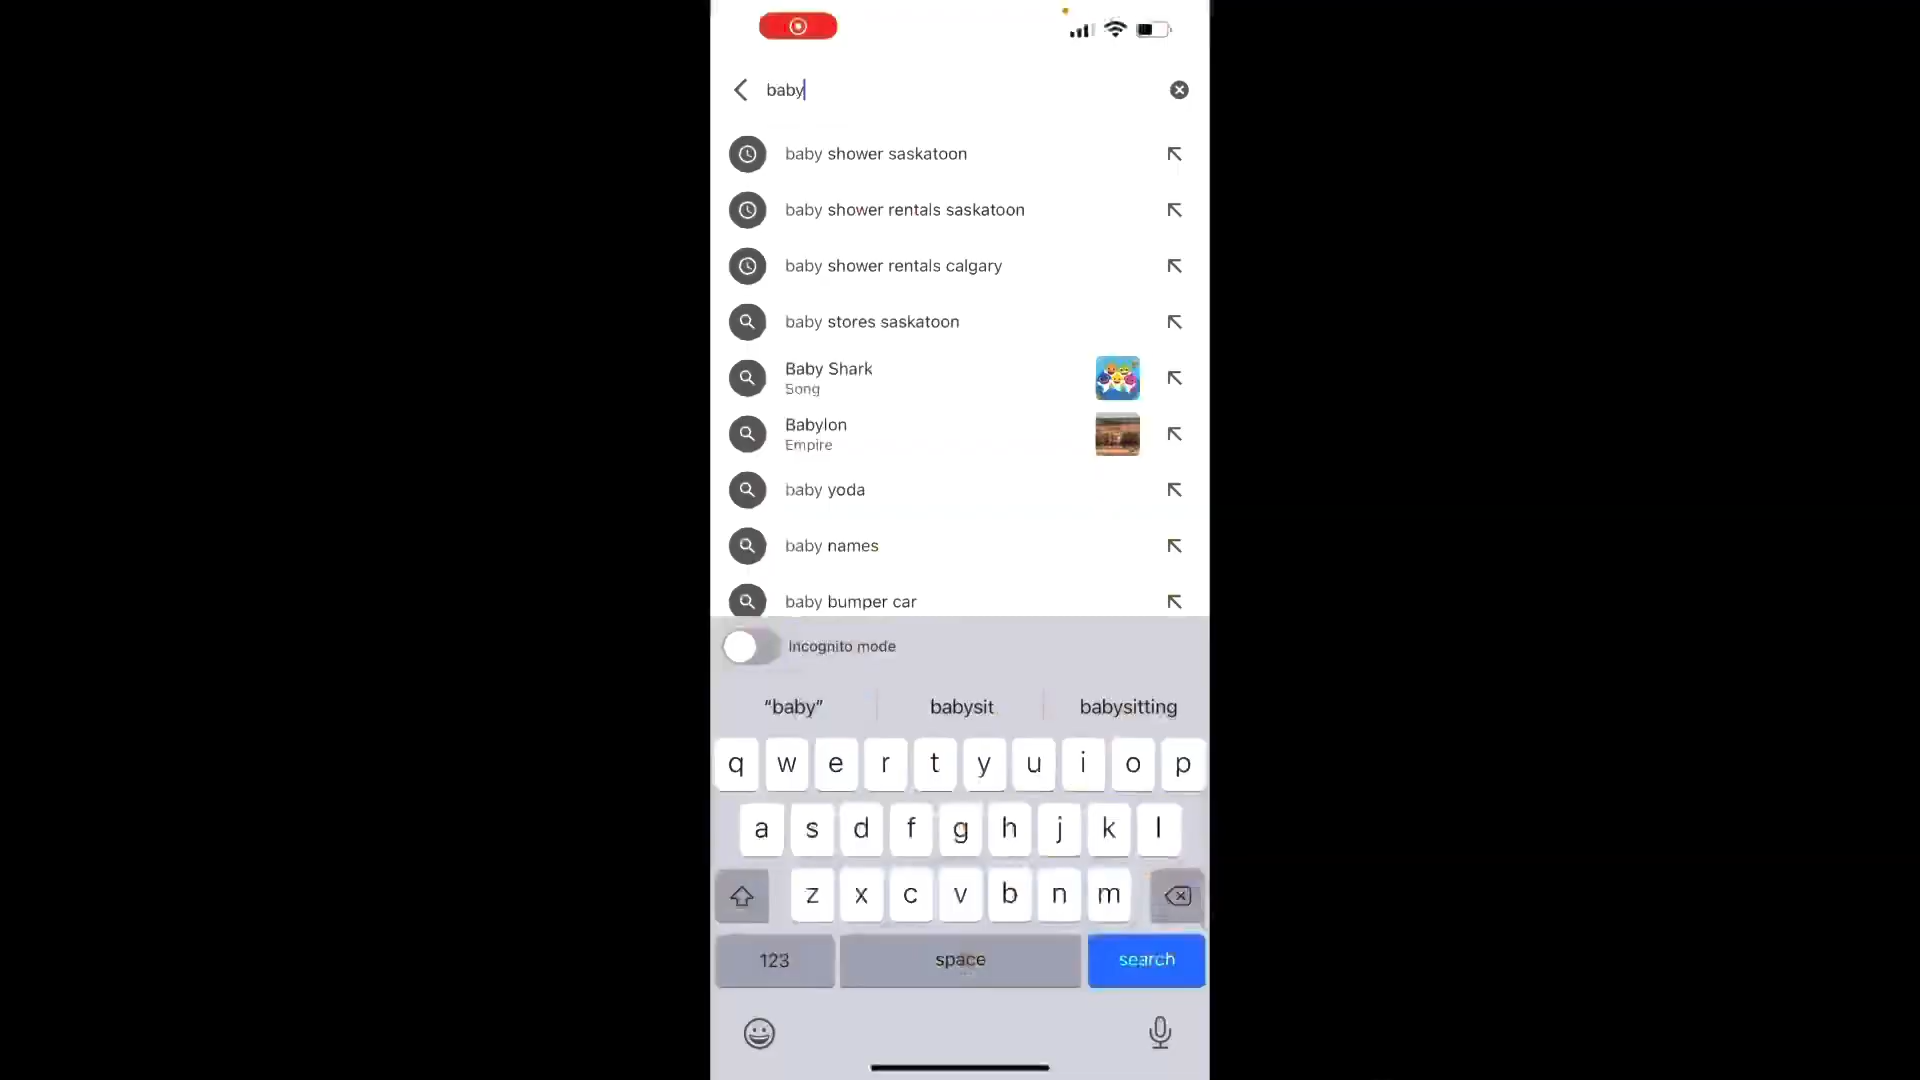 baby
baby shower saskatoon
baby shower rentals saskatoon
baby shower rentals calgary
baby stores saskatoon
Baby Shark
Song
Babylon
Empire
baby yoda
baby names
baby bumper car
Incognito mode
“baby”
babysit
babysitting
q w e r t y u i o p
a s d f g h j k l
z x c v b n m
123
space
search